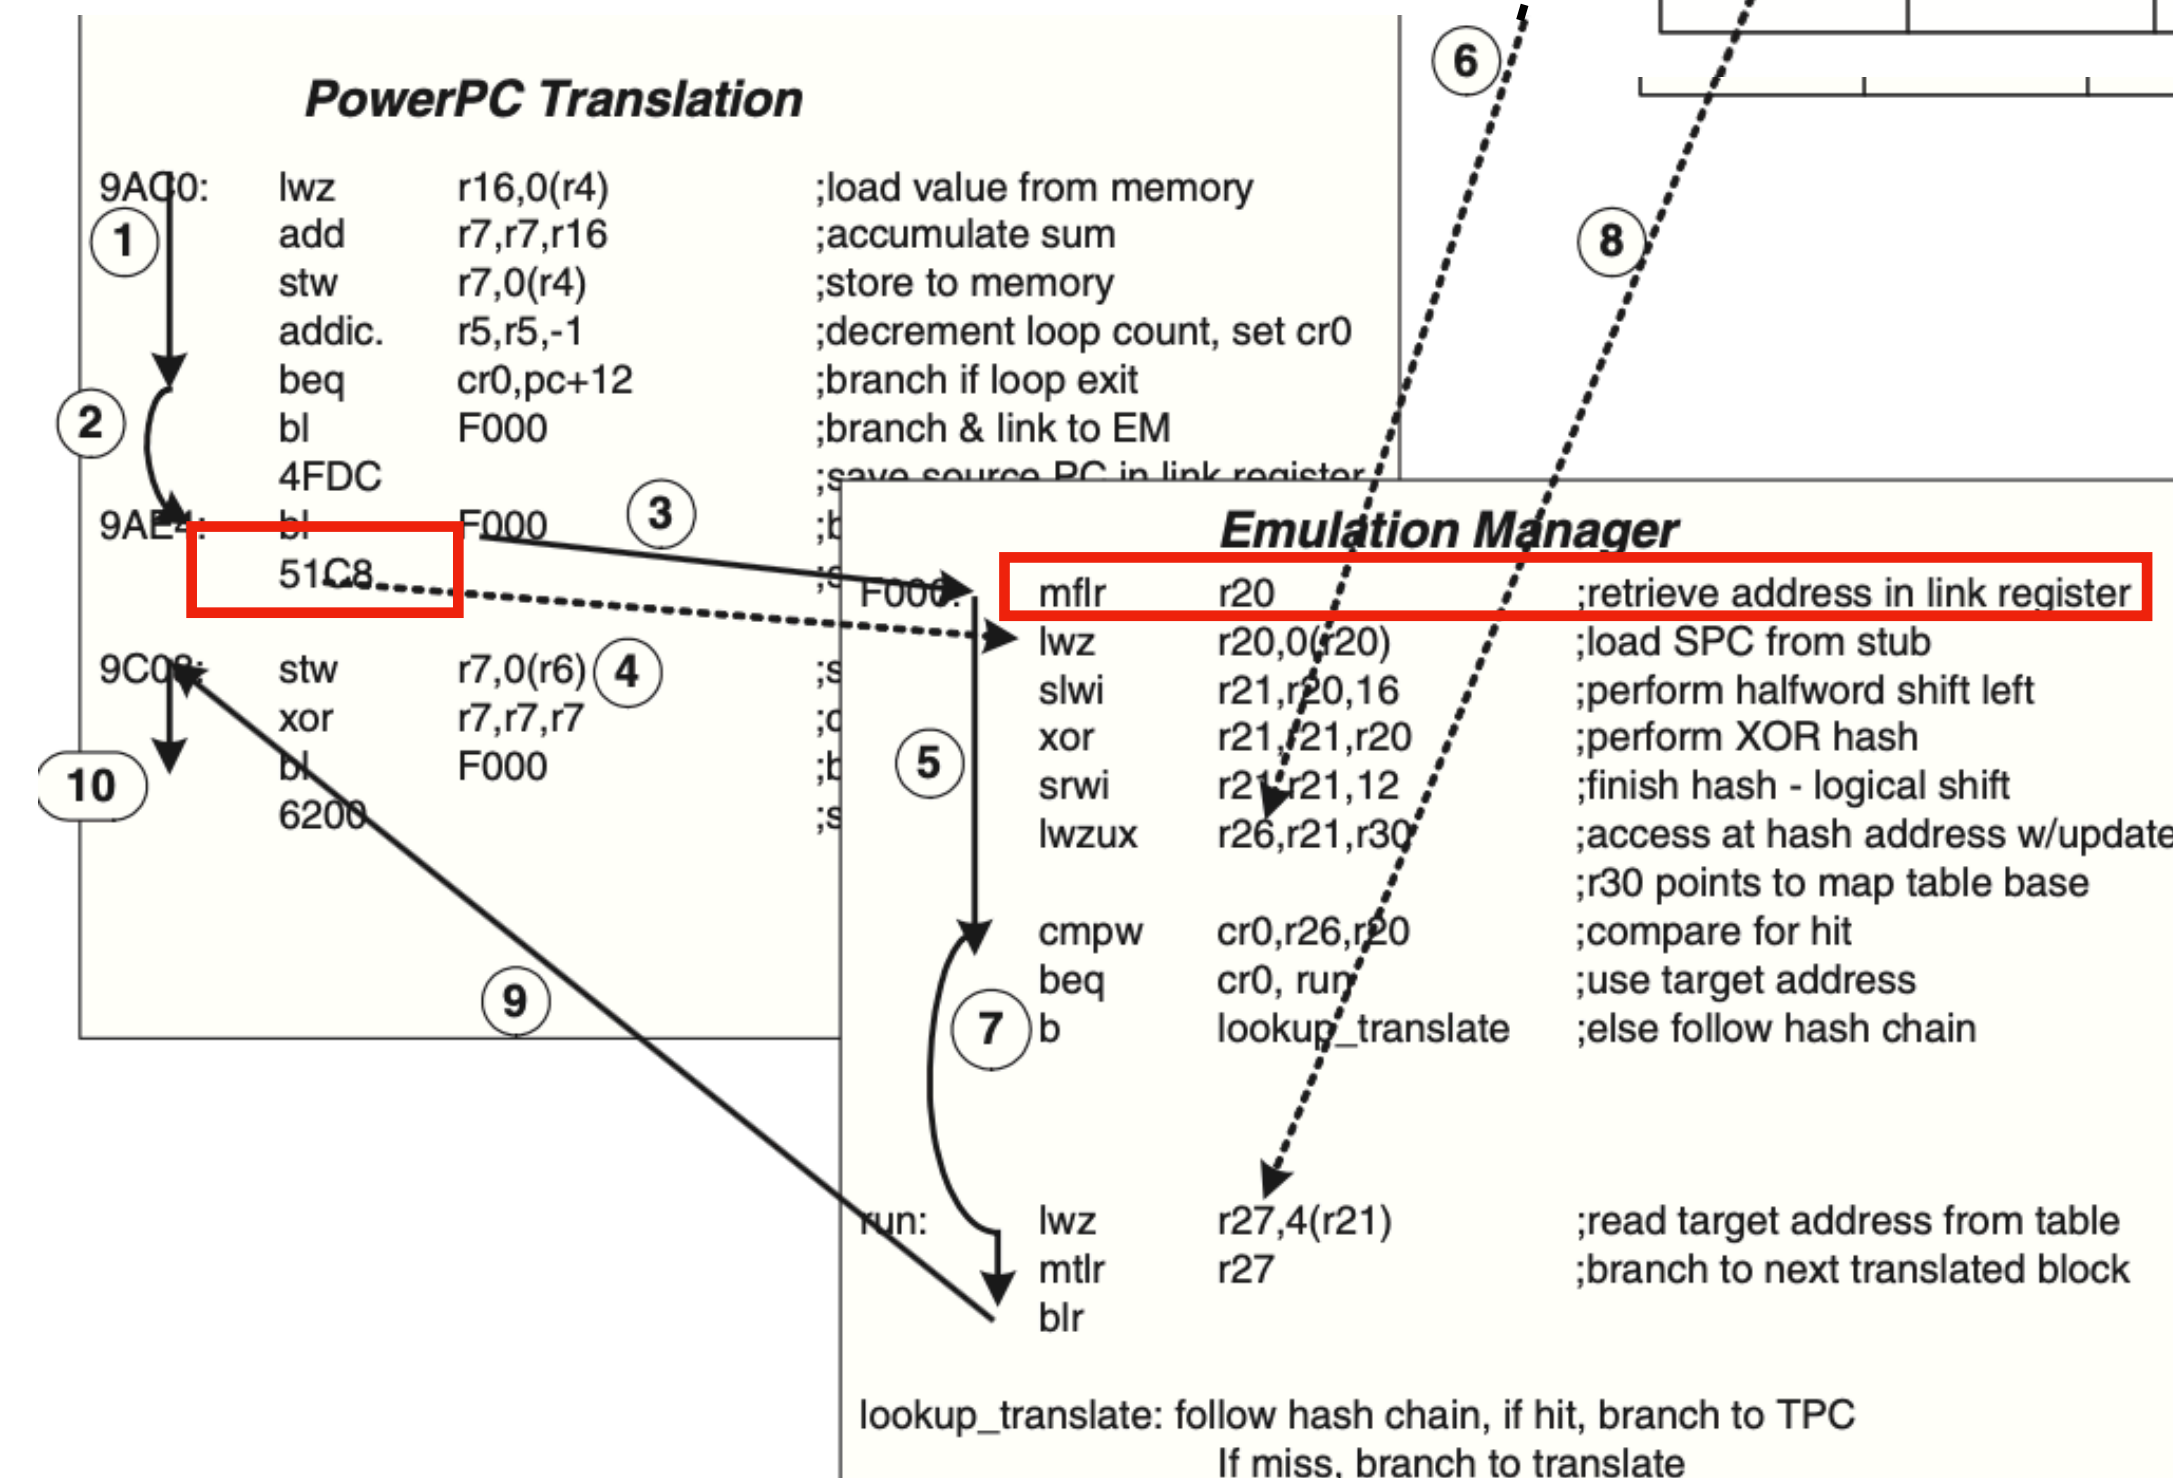 PowerPC Translation
9AC0: lwz r16,0(r4) ;load value from memory
1
add r7,r7,r16 ;accumulate sum
stw r7,0(r4) ;store to memory
addic. r5,r5,-1 ;decrement loop count, set cr0
beq cr0,pc+12 ;branch if loop exit
2
bl F000 ;branch & link to EM
4FDC ;save source PC in link register
9AE4: bl F000 ;b
3
51C8 ;s
4
9C08: stw r7,0(r6) ;s
xor r7,r7,r7 ;c
bl F000 ;b
10
6200 ;s
9
6
8
Emulation Manager
F000: mflr r20 ;retrieve address in link register
lwz r20,0(r20) ;load SPC from stub
slwi r21,r20,16 ;perform halfword shift left
xor r21,r21,r20 ;perform XOR hash
5
srwi r21,r21,12 ;finish hash - logical shift
lwzux r26,r21,r30 ;access at hash address w/update
;r30 points to map table base
cmpw cr0,r26,r20 ;compare for hit
beq cr0, run ;use target address
7
b lookup_translate ;else follow hash chain
run: lwz r27,4(r21) ;read target address from table
mtlr r27 ;branch to next translated block
blr
lookup_translate: follow hash chain, if hit, branch to TPC
If miss, branch to translate